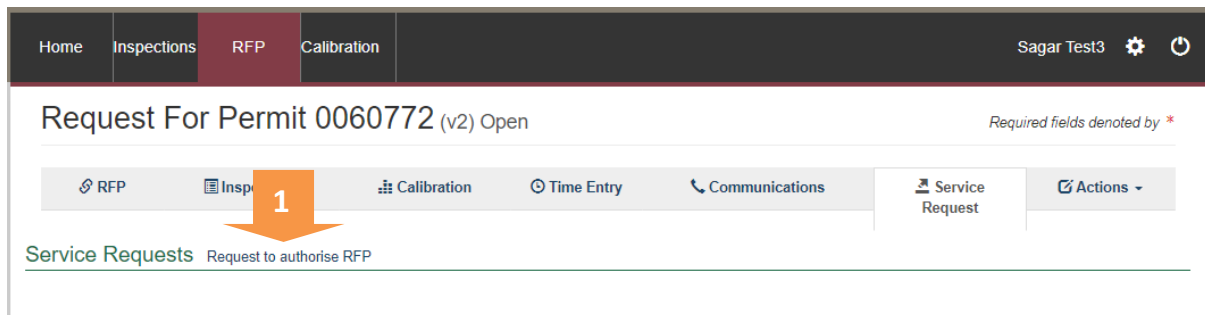 Home Inspections RFP Calibration Sagar Test3
Request For Permit 0060772 (v2) Open Required fields denoted by *
RFP Calibration Time Entry Communications Service Request Actions
1
Service Requests Request to authorise RFP